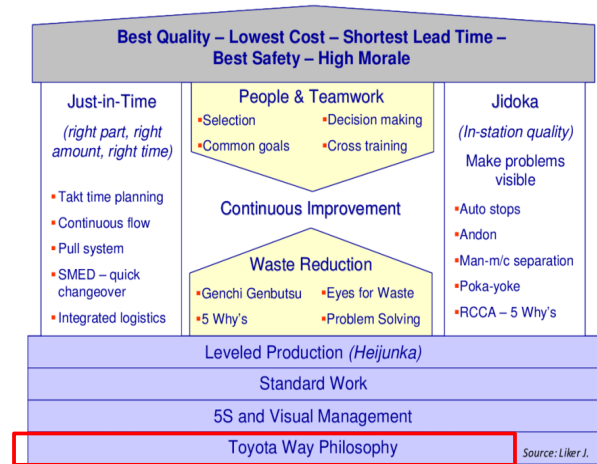 Best Quality – Lowest Cost – Shortest Lead Time –
Best Safety – High Morale
Just-in-Time
(right part, right
amount, right time)
▪Takt time planning
▪Continuous flow
▪Pull system
▪SMED – quick
changeover
▪Integrated logistics
People & Teamwork
▪Selection
▪Common goals
▪Decision making
▪Cross training
Continuous Improvement
Waste Reduction
▪Genchi Genbutsu
▪5 Why's
▪Eyes for Waste
▪Problem Solving
Jidoka
(In-station quality)
Make problems
visible
▪Auto stops
▪Andon
▪Man-m/c separation
▪Poka-yoke
▪RCCA – 5 Why's
Leveled Production (Heijunka)
Standard Work
5S and Visual Management
Toyota Way Philosophy
Source: Liker J.